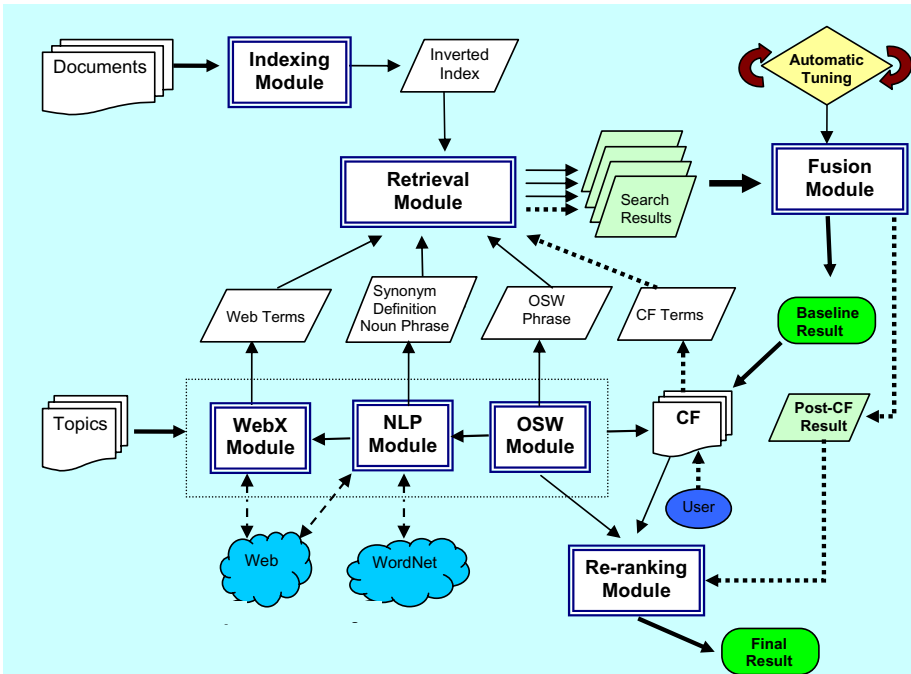 Documents
Indexing
Module
Inverted
Index
Automatic
Tuning
Retrieval
Module
Search
Results
Fusion
Module
Web Terms
Synonym
Definition
Noun Phrase
OSW
Phrase
CF Terms
Baseline
Result
Topics
WebX
Module
NLP
Module
OSW
Module
CF
Post-CF
Result
User
Web
WordNet
Re-ranking
Module
Final
Result